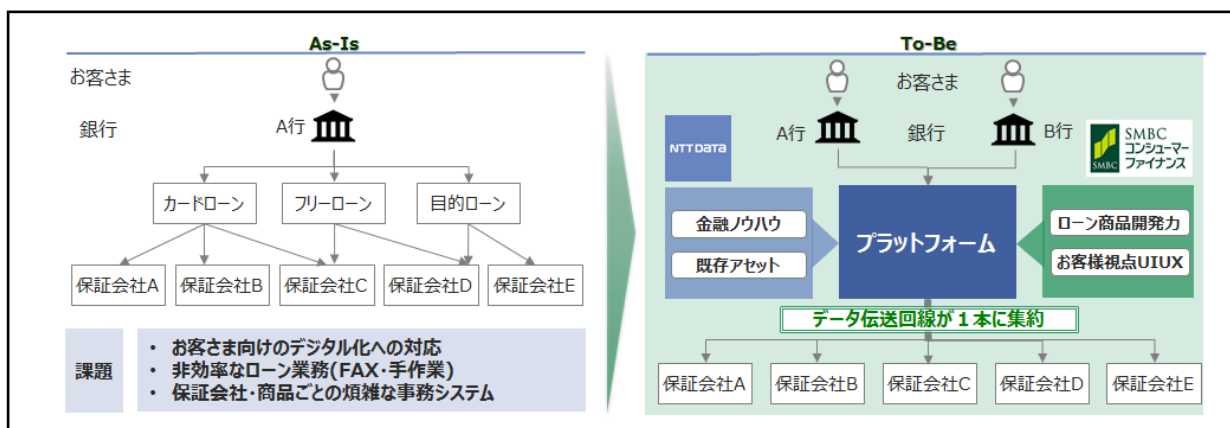 As-Is
お客さま
銀行
A行
カードローン
フリーローン
目的ローン
保証会社A
保証会社B
保証会社C
保証会社D
保証会社E
課題
• お客さま向けのデジタル化への対応
• 非効率なローン業務(FAX・手作業)
• 保証会社・商品ごとの煩雑な事務システム
To-Be
お客さま
A行
銀行
B行
NTT DATA
SMBC
SMBC
コンシューマー
ファイナンス
金融ノウハウ
既存アセット
プラットフォーム
ローン商品開発力
お客様視点UIUX
データ伝送回線が1本に集約
保証会社A
保証会社B
保証会社C
保証会社D
保証会社E